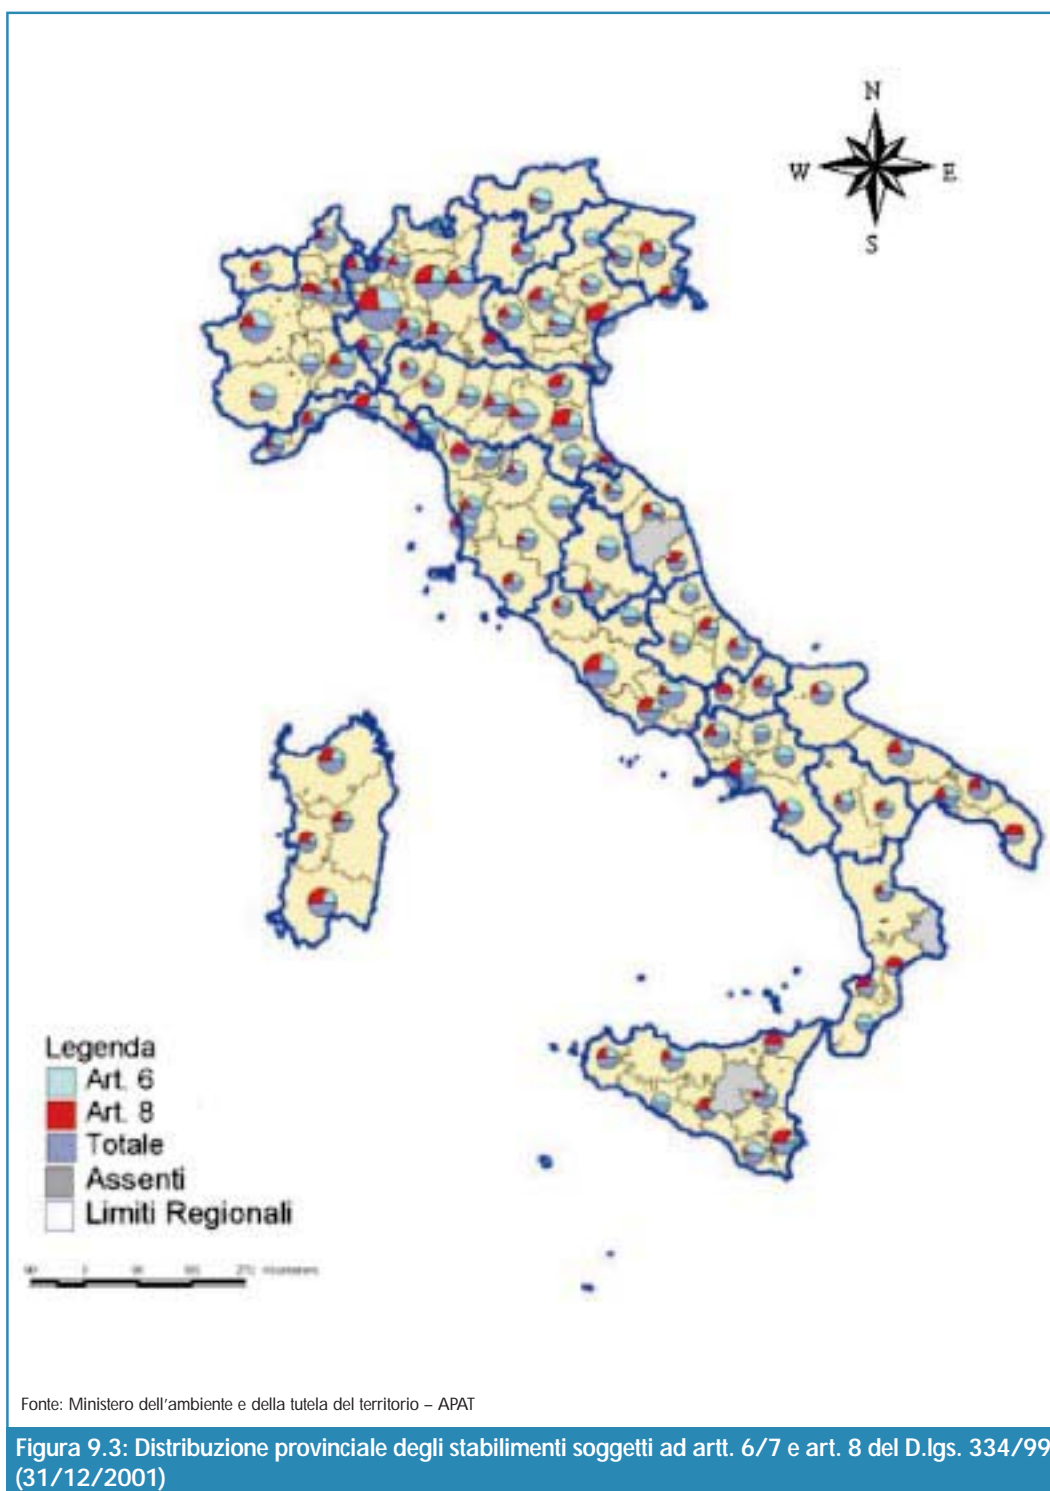 N
W E
S
Legenda
Art. 6
Art. 8
Totale
Assenti
Limiti Regionali
Fonte: Ministero dell'ambiente e della tutela del territorio – APAT
Figura 9.3: Distribuzione provinciale degli stabilimenti soggetti ad artt. 6/7 e art. 8 del D.lgs. 334/99
(31/12/2001)